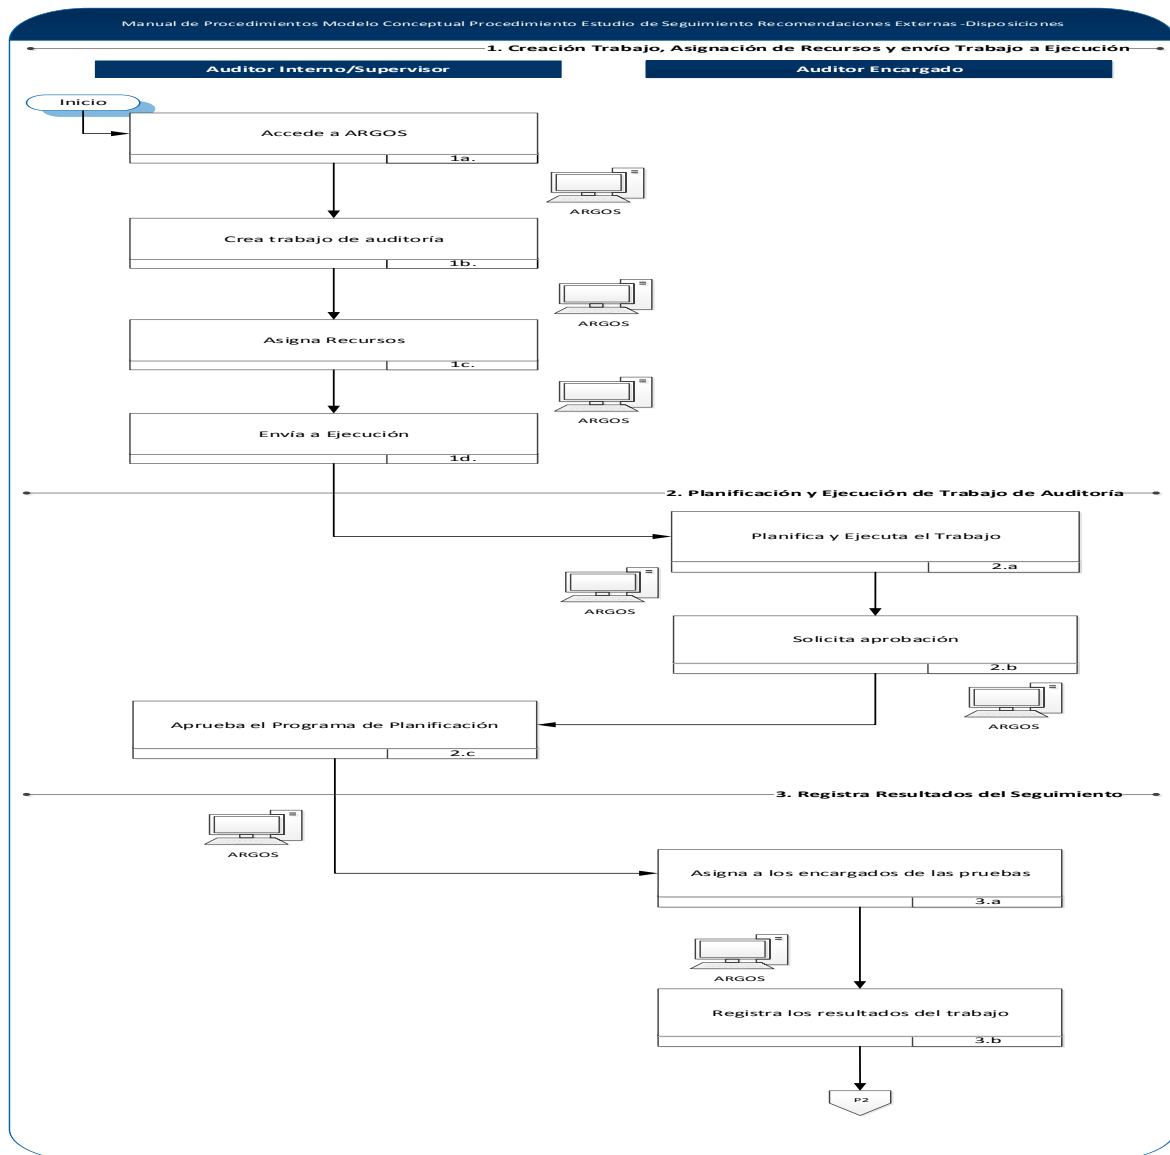 Manual de Procedimientos Modelo Conceptual Procedimiento Estudio de Seguimiento Recomendaciones Externas -Disposiciones
1. Creación Trabajo, Asignación de Recursos y envío Trabajo a Ejecución
Auditor Interno/Supervisor
Auditor Encargado
Inicio
Accede a ARGOS
1a.
ARGOS
Crea trabajo de auditoría
1b.
ARGOS
Asigna Recursos
1c.
ARGOS
Envía a Ejecución
1d.
2. Planificación y Ejecución de Trabajo de Auditoría
Planifica y Ejecuta el Trabajo
2.a
ARGOS
Solicita aprobación
2.b
ARGOS
Aprueba el Programa de Planificación
2.c
3. Registra Resultados del Seguimiento
ARGOS
Asigna a los encargados de las pruebas
3.a
ARGOS
Registra los resultados del trabajo
3.b
P2